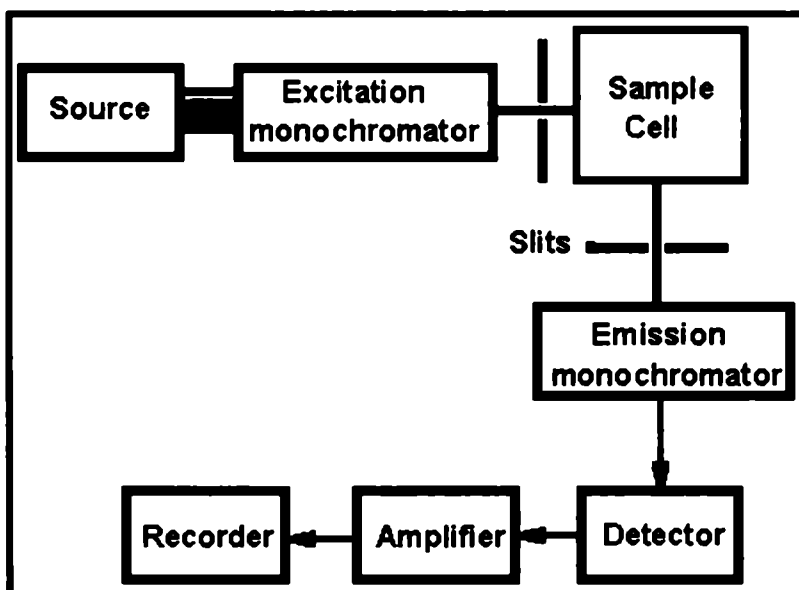 Source
Excitation
monochromator
Sample
Cell
Slits
Emission
monochromator
Recorder
Amplifier
Detector